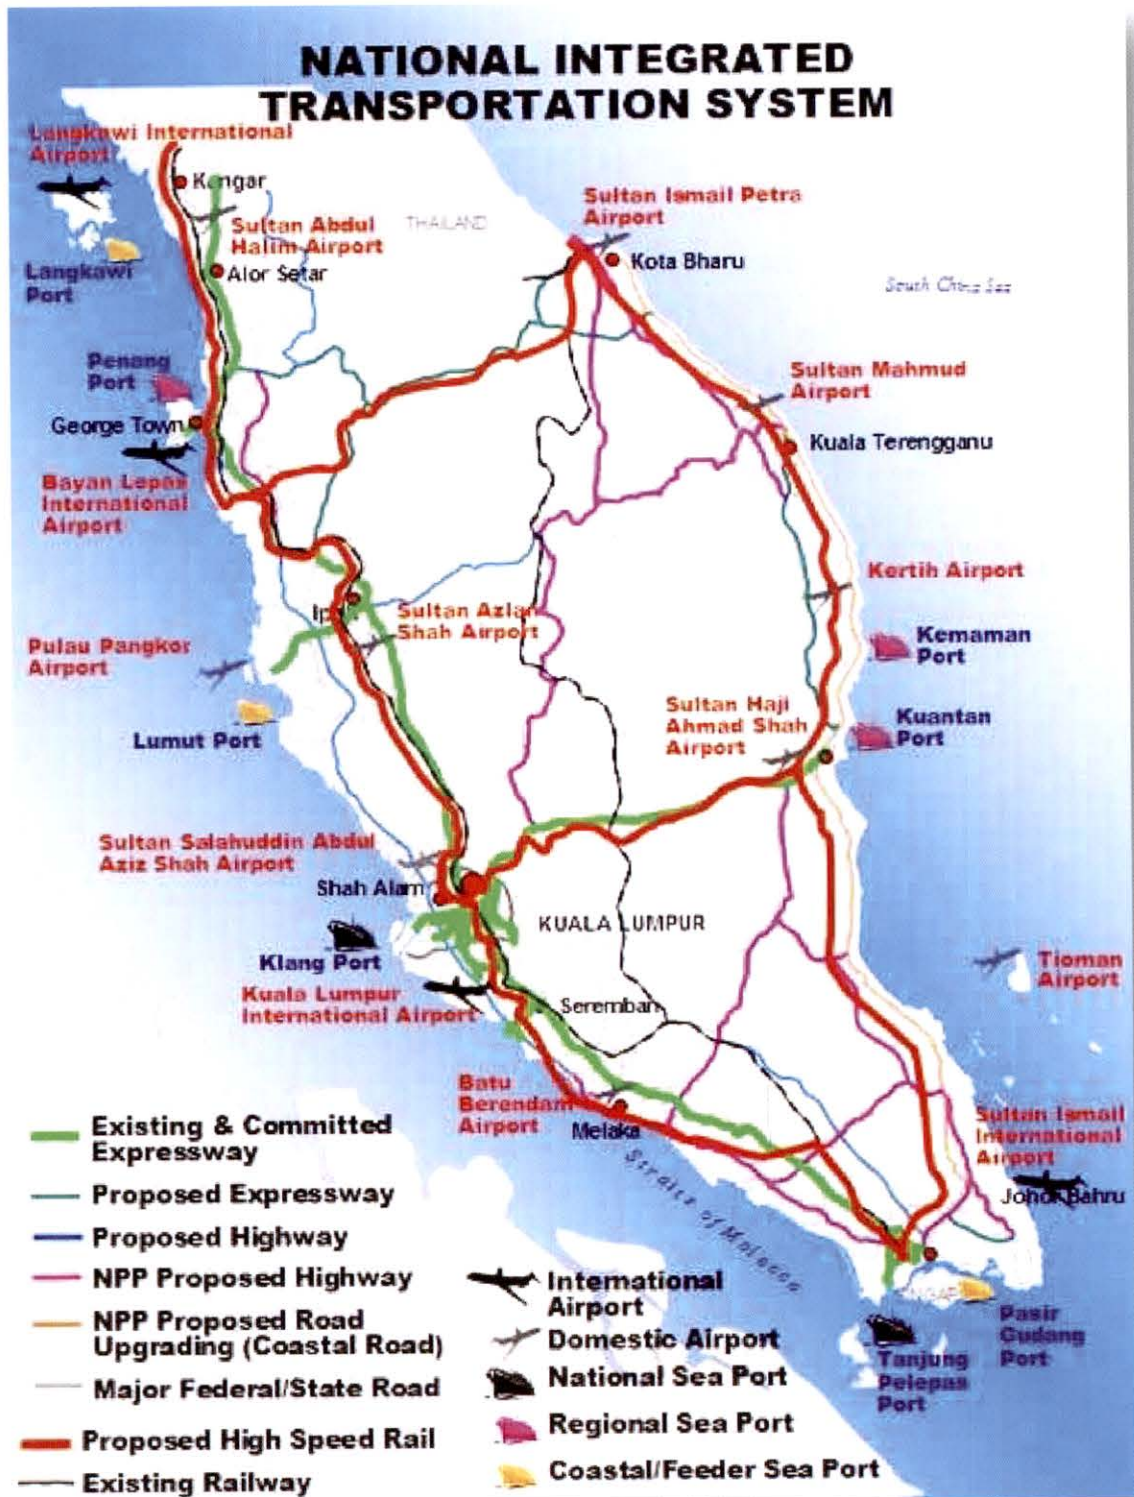 NATIONAL INTEGRATED
TRANSPORTATION SYSTEM
Langkawi International
Airport
Kangar
Sultan Abdul
Halim Airport
THAILAND
Sultan Ismail Petra
Airport
Kota Bharu
South China Sea
Langkawi
Port
Alor Setar
Penang
Port
George Town
Sultan Mahmud
Airport
Kuala Terengganu
Bayan Lepas
International
Airport
Kertih Airport
Ipoh
Sultan Azlan
Shah Airport
Kemaman
Port
Pulau Pangkor
Airport
Sultan Haji
Ahmad Shah
Airport
Kuantan
Port
Lumut Port
Sultan Salahuddin Abdul
Aziz Shah Airport
Shah Alam
KUALA LUMPUR
Klang Port
Tioman
Airport
Kuala Lumpur
International Airport
Seremban
Batu
Berendam
Airport
Melaka
Straits of Malacca
Sultan Ismail
International
Airport
Johor Bahru
Pasir
Gudang
Port
Tanjung
Pelepas
Port
Existing & Committed
Expressway
Proposed Expressway
Proposed Highway
NPP Proposed Highway
NPP Proposed Road
Upgrading (Coastal Road)
Major Federal/State Road
Proposed High Speed Rail
Existing Railway
International
Airport
Domestic Airport
National Sea Port
Regional Sea Port
Coastal/Feeder Sea Port